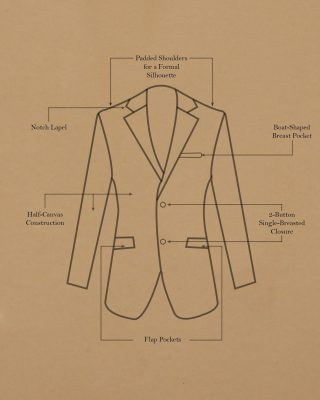 Padded Shoulders
for a Formal
Silhouette
Notch Lapel
Boat-Shaped
Breast Pocket
Half-Canvas
Construction
2-Button
Single-Breasted
Closure
Flap Pockets